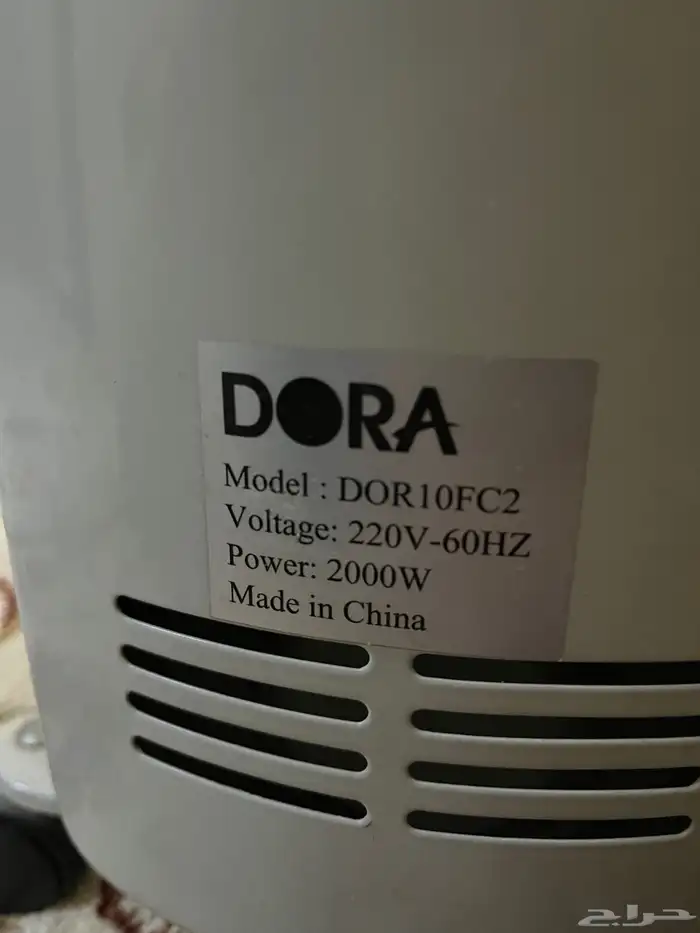 DORA
Model : DOR10FC2
Voltage: 220V-60HZ
Power: 2000W
Made in China
حراج